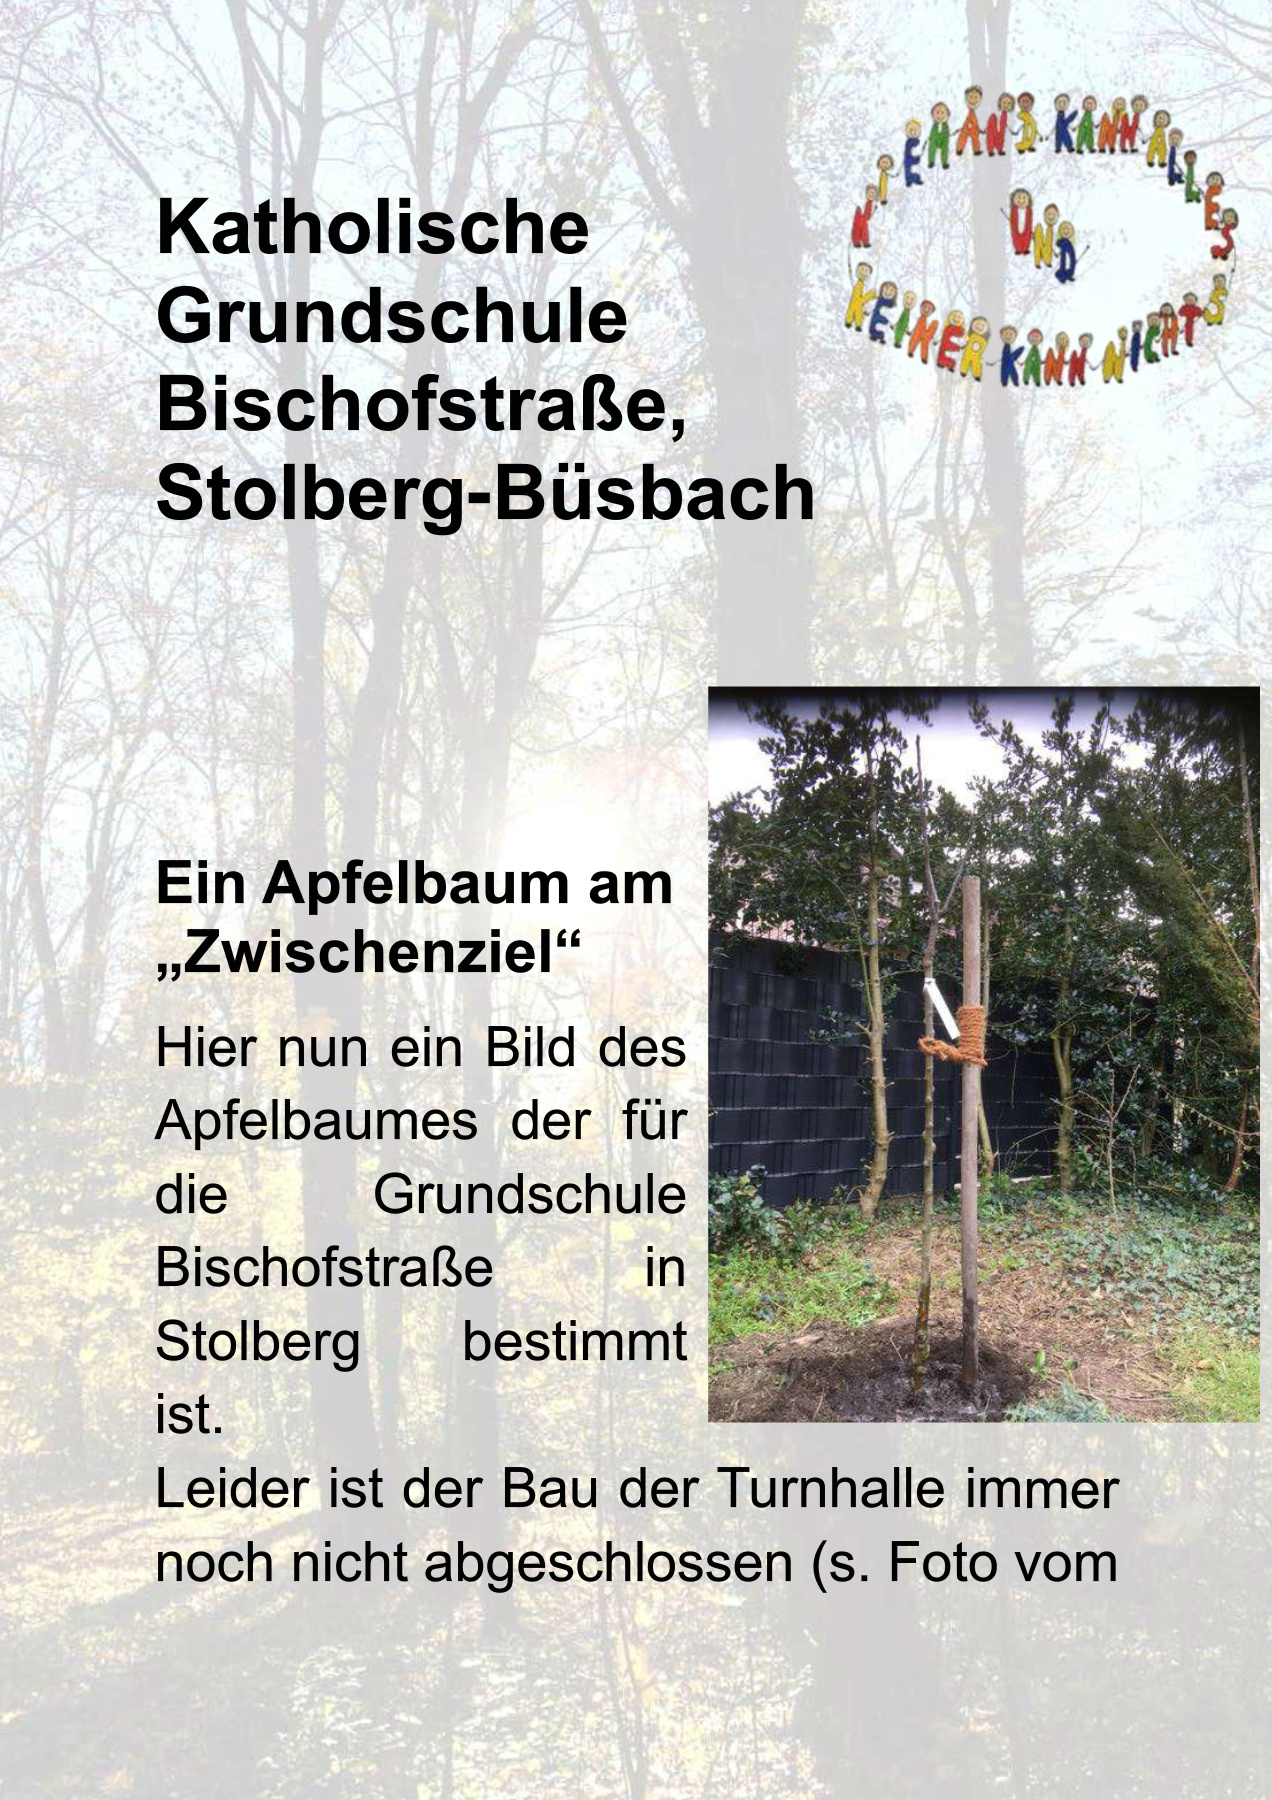 Katholische
Grundschule
Bischofstraße,
Stolberg-Büsbach
NIEMAND KANN ALLES
UND
KEINER KANN NICHTS
Ein Apfelbaum am
„Zwischenziel“
Hier nun ein Bild des
Apfelbaumes der für
die Grundschule
Bischofstraße in
Stolberg bestimmt
ist.
Leider ist der Bau der Turnhalle immer
noch nicht abgeschlossen (s. Foto vom